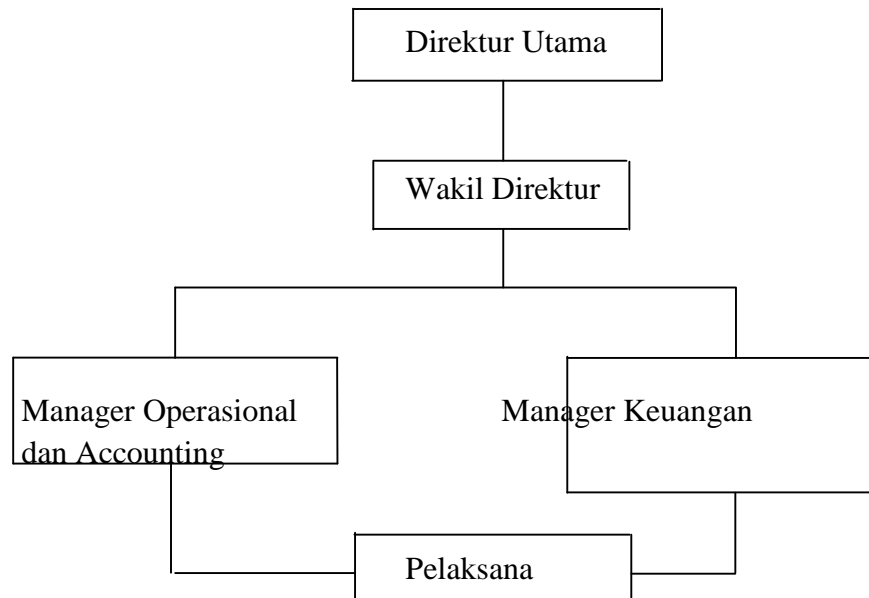 Direktur Utama
Wakil Direktur
Manager Operasional
dan Accounting
Manager Keuangan
Pelaksana